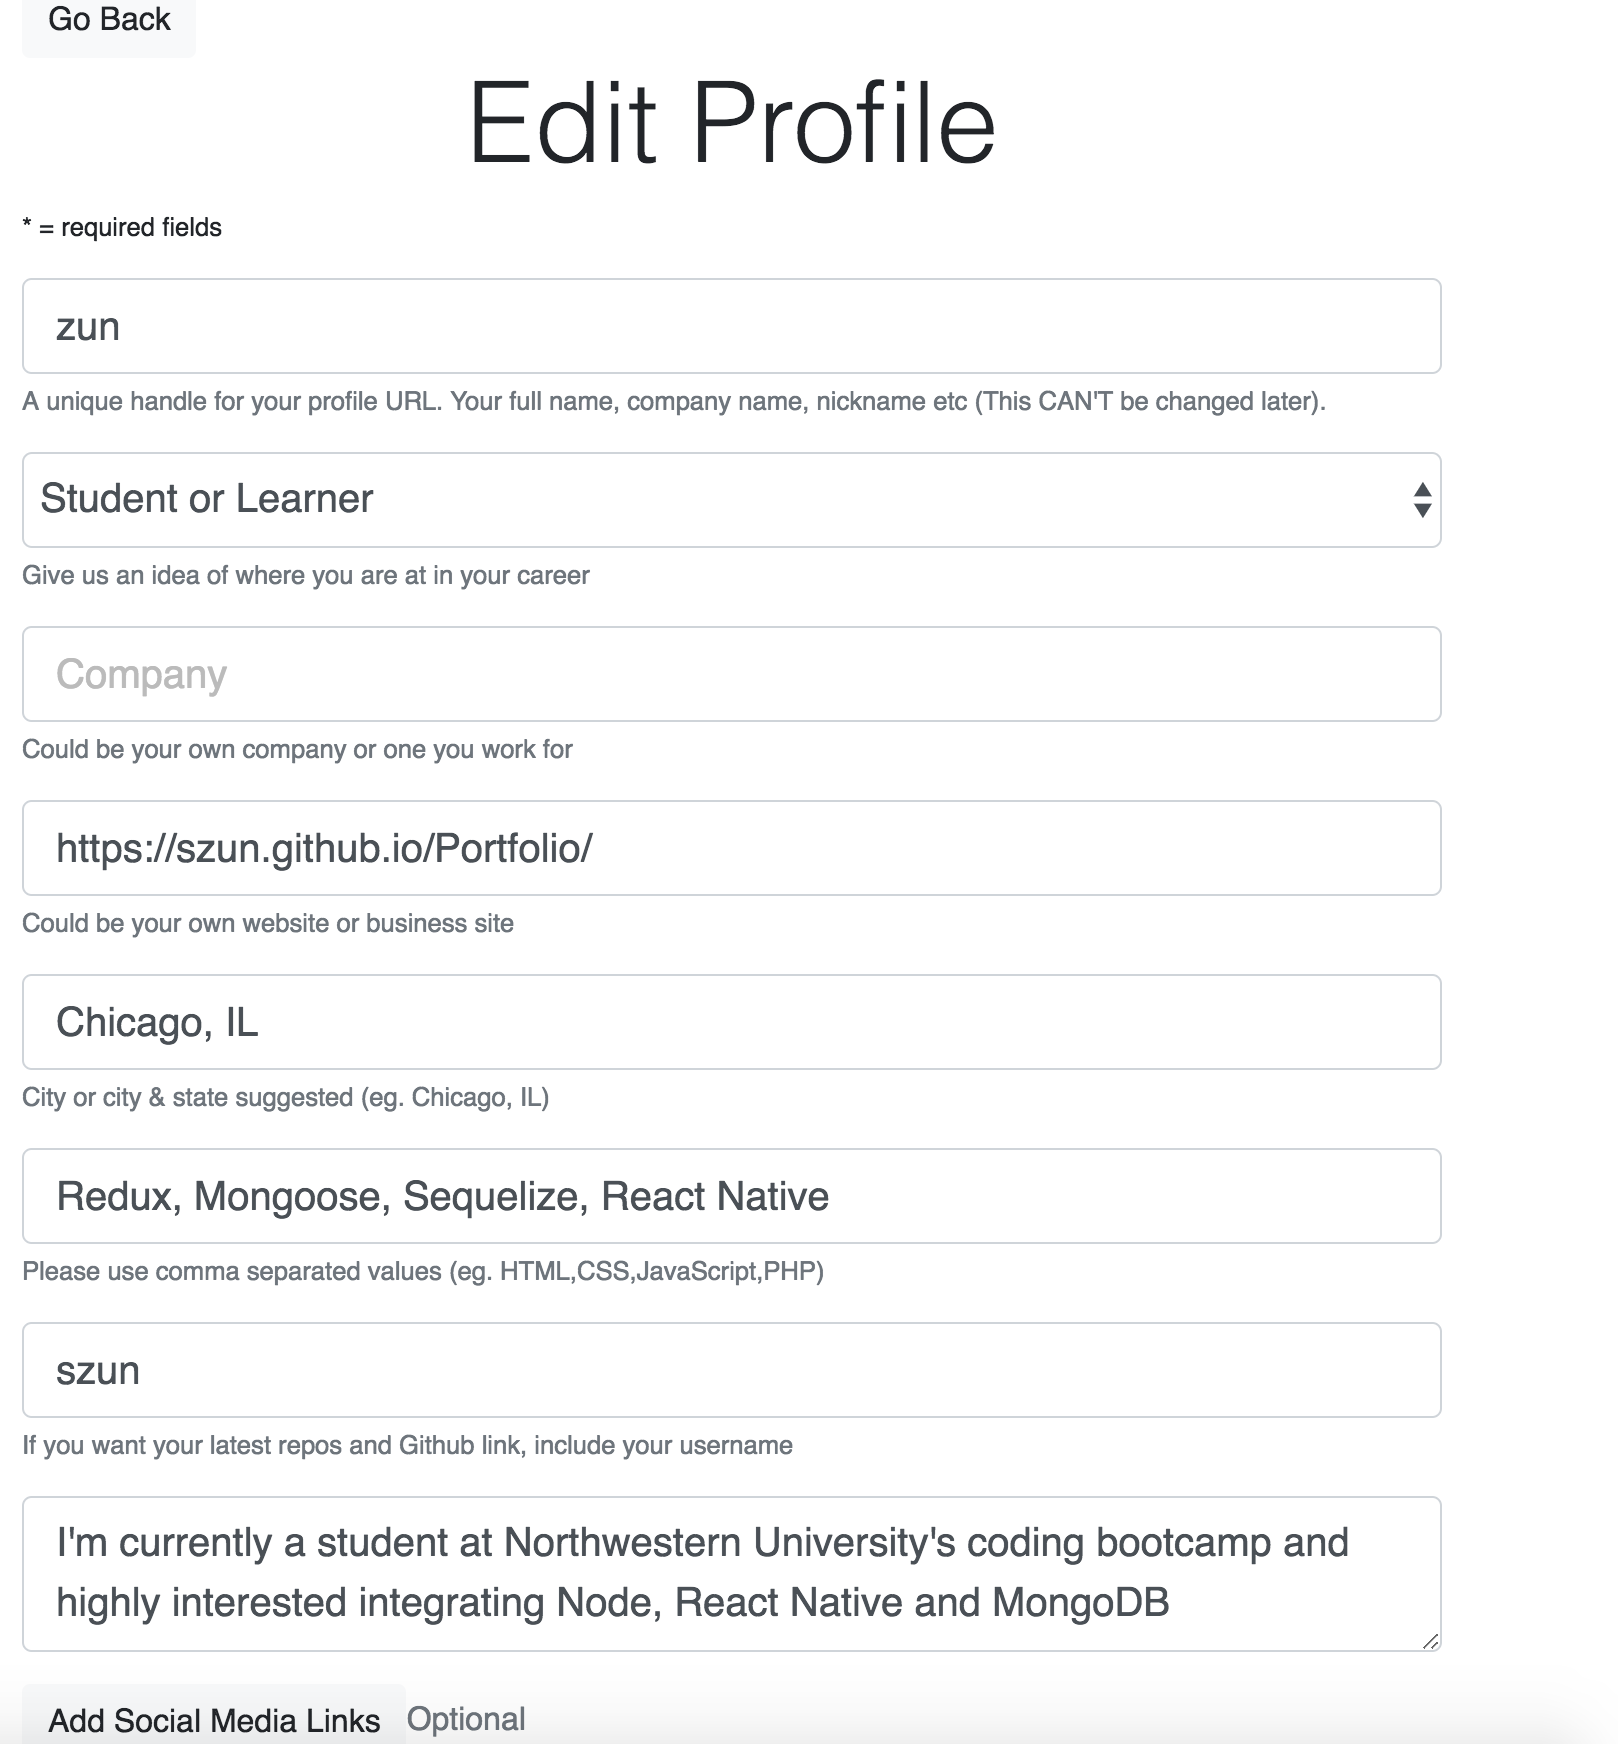 Go Back
Edit Profile
* = required fields
zun
A unique handle for your profile URL. Your full name, company name, nickname etc (This CAN'T be changed later).
Student or Learner
Give us an idea of where you are at in your career
Company
Could be your own company or one you work for
https://szun.github.io/Portfolio/
Could be your own website or business site
Chicago, IL
City or city & state suggested (eg. Chicago, IL)
Redux, Mongoose, Sequelize, React Native
Please use comma separated values (eg. HTML,CSS,JavaScript,PHP)
szun
If you want your latest repos and Github link, include your username
I'm currently a student at Northwestern University's coding bootcamp and
highly interested integrating Node, React Native and MongoDB
Add Social Media Links Optional